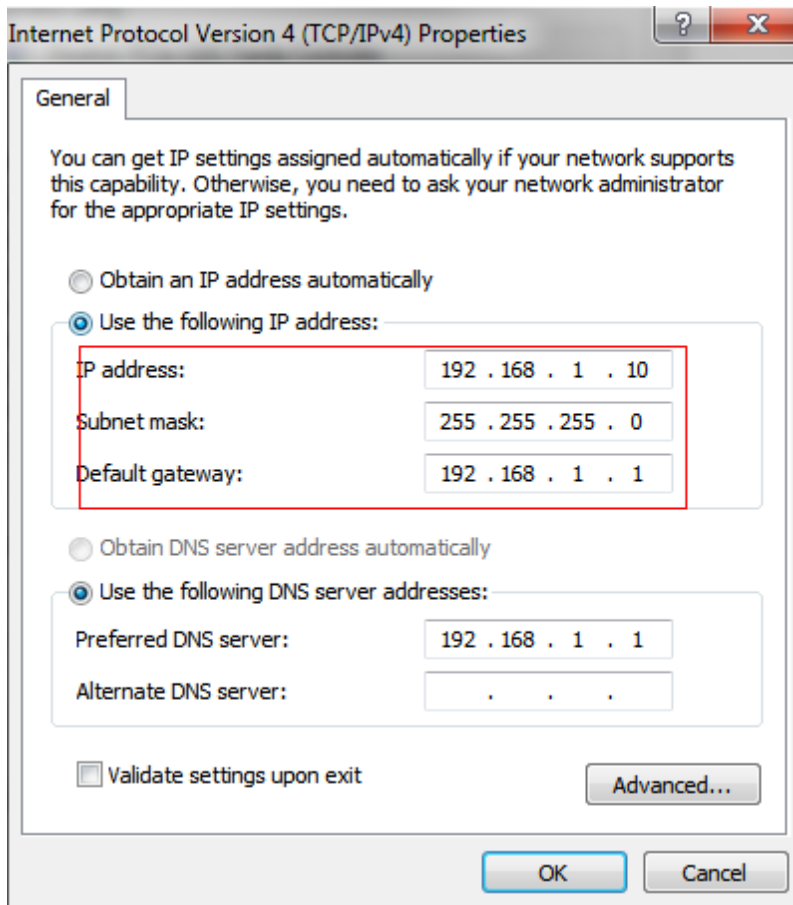 Internet Protocol Version 4 (TCP/IPv4) Properties
?
X
General
You can get IP settings assigned automatically if your network supports
this capability. Otherwise, you need to ask your network administrator
for the appropriate IP settings.
Obtain an IP address automatically
Use the following IP address:
IP address: 192 . 168 . 1 . 10
Subnet mask: 255 . 255 . 255 . 0
Default gateway: 192 . 168 . 1 . 1
Obtain DNS server address automatically
Use the following DNS server addresses:
Preferred DNS server: 192 . 168 . 1 . 1
Alternate DNS server: . . .
Validate settings upon exit
Advanced...
OK Cancel